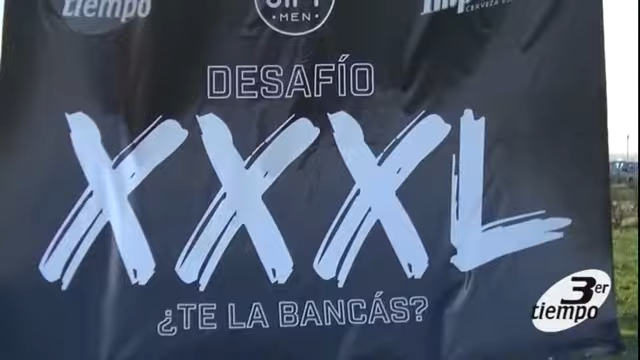 tiempo
MEN
DESAFÍO
XXXL
¿TE LA BANCÁS?
3er
tiempo